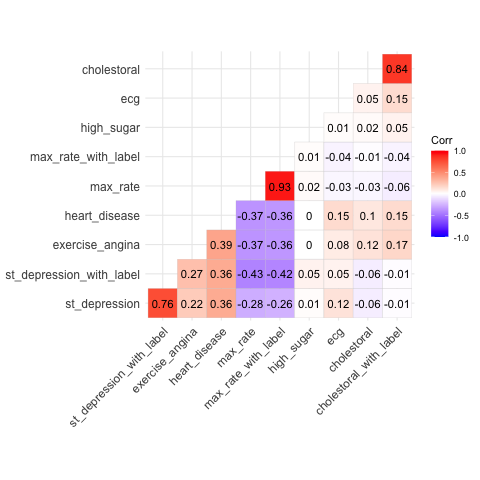 cholestoral 0.84
ecg 0.05 0.15
high_sugar 0.01 0.02 0.05
max_rate_with_label 0.01 -0.04 -0.01 -0.04
max_rate 0.93 0.02 -0.03 -0.03 -0.06
heart_disease -0.37 -0.36 0 0.15 0.1 0.15
exercise_angina 0.39 -0.37 -0.36 0 0.08 0.12 0.17
st_depression_with_label 0.27 0.36 -0.43 -0.42 0.05 0.05 -0.06 -0.01
st_depression 0.76 0.22 0.36 -0.28 -0.26 0.01 0.12 -0.06 -0.01
st_depression_with_label
exercise_angina
heart_disease
max_rate
max_rate_with_label
high_sugar
ecg
cholestoral
cholestoral_with_label
Corr
1.0
0.5
0.0
-0.5
-1.0